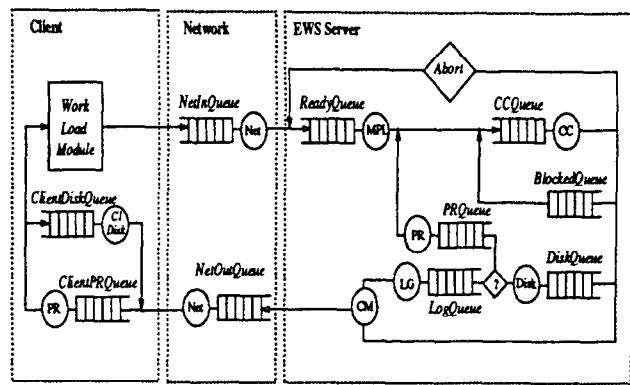 Client
Network
EWS Server
Abort
Work
Load
Module
NetInQueue
Net
ReadyQueue
MPL
CCQueue
CC
BlockedQueue
ClientDiskQueue
Cl
Disk
PRQueue
PR
DiskQueue
Disk
?
NetOutQueue
Net
CM
LG
LogQueue
ClientPRQueue
PR